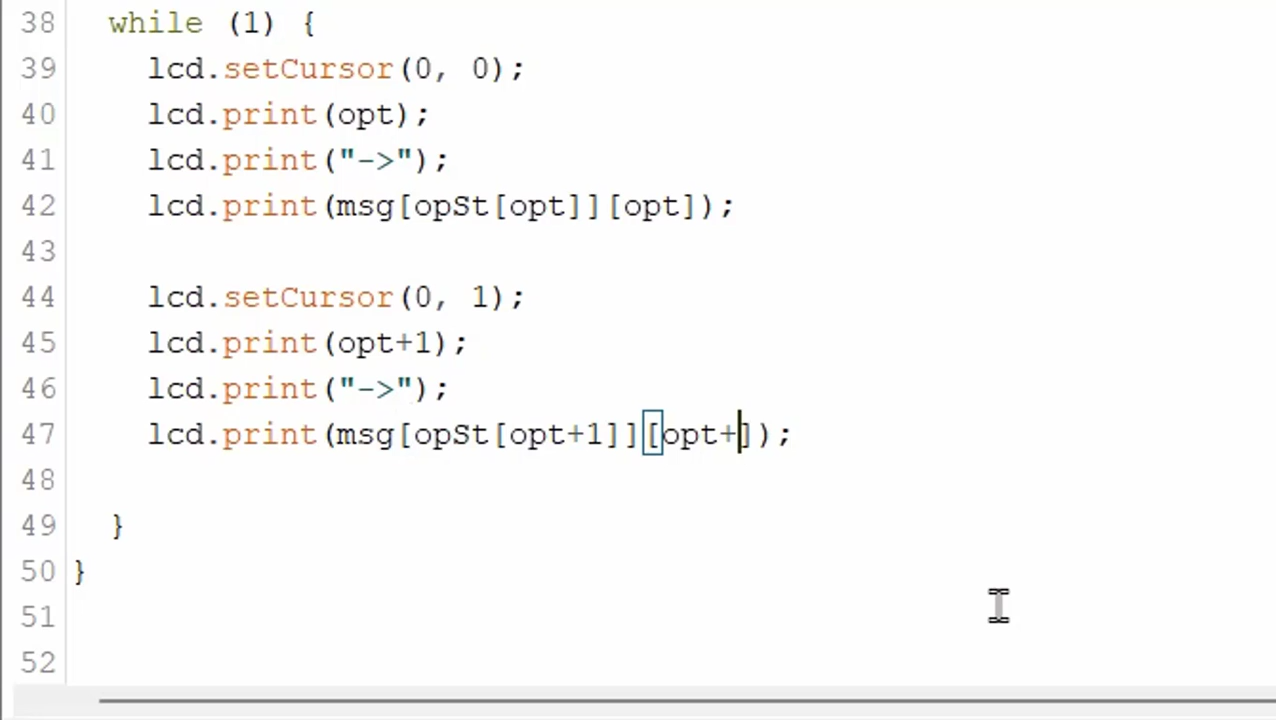 38 while (1) {
39 lcd.setCursor(0, 0);
40 lcd.print(opt);
41 lcd.print("->");
42 lcd.print(msg[opSt[opt]][opt]);
43
44 lcd.setCursor(0, 1);
45 lcd.print(opt+1);
46 lcd.print("->");
47 lcd.print(msg[opSt[opt+1]][opt+]);
48
49 }
50 }
51
52